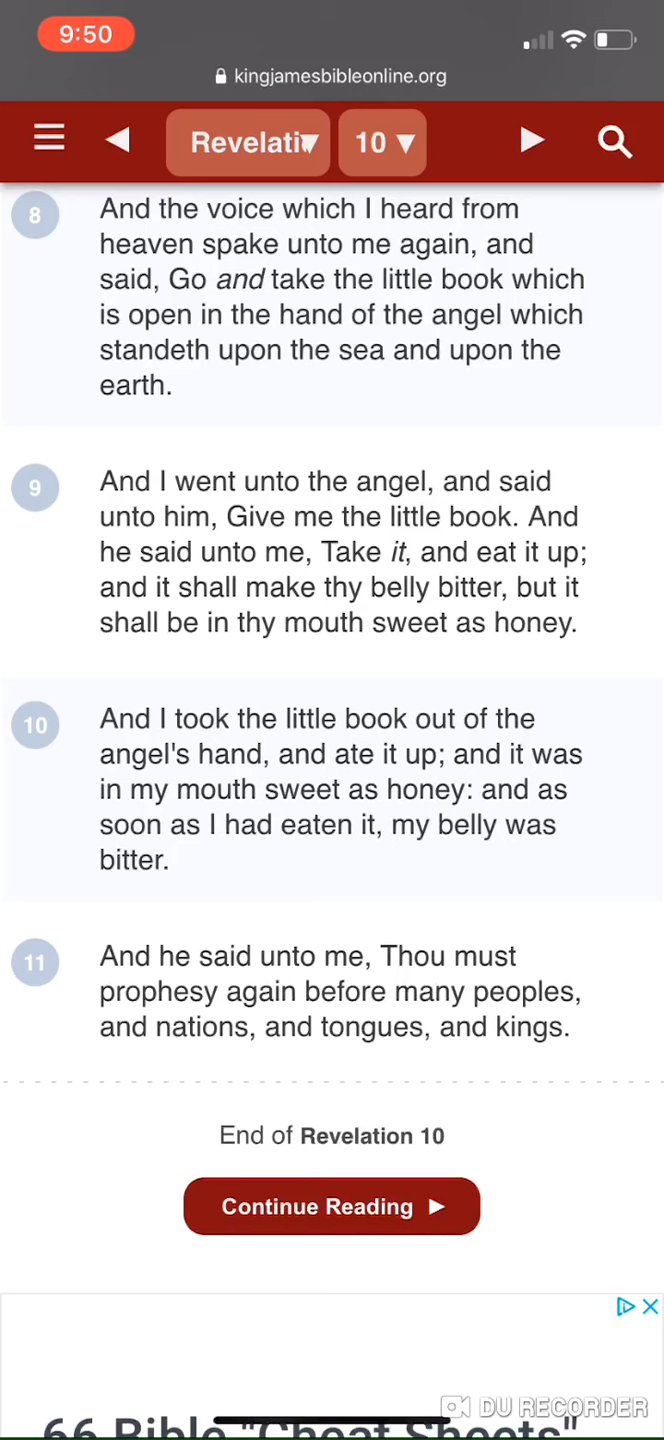 9:50
kingjamesbibleonline.org
Revelati
10
8
And the voice which I heard from
heaven spake unto me again, and
said, Go and take the little book which
is open in the hand of the angel which
standeth upon the sea and upon the
earth.
9
And I went unto the angel, and said
unto him, Give me the little book. And
he said unto me, Take it, and eat it up;
and it shall make thy belly bitter, but it
shall be in thy mouth sweet as honey.
10
And I took the little book out of the
angel's hand, and ate it up; and it was
in my mouth sweet as honey: and as
soon as I had eaten it, my belly was
bitter.
11
And he said unto me, Thou must
prophesy again before many peoples,
and nations, and tongues, and kings.
End of Revelation 10
Continue Reading
DU RECORDER
66 Bible "Cheat Sheets"